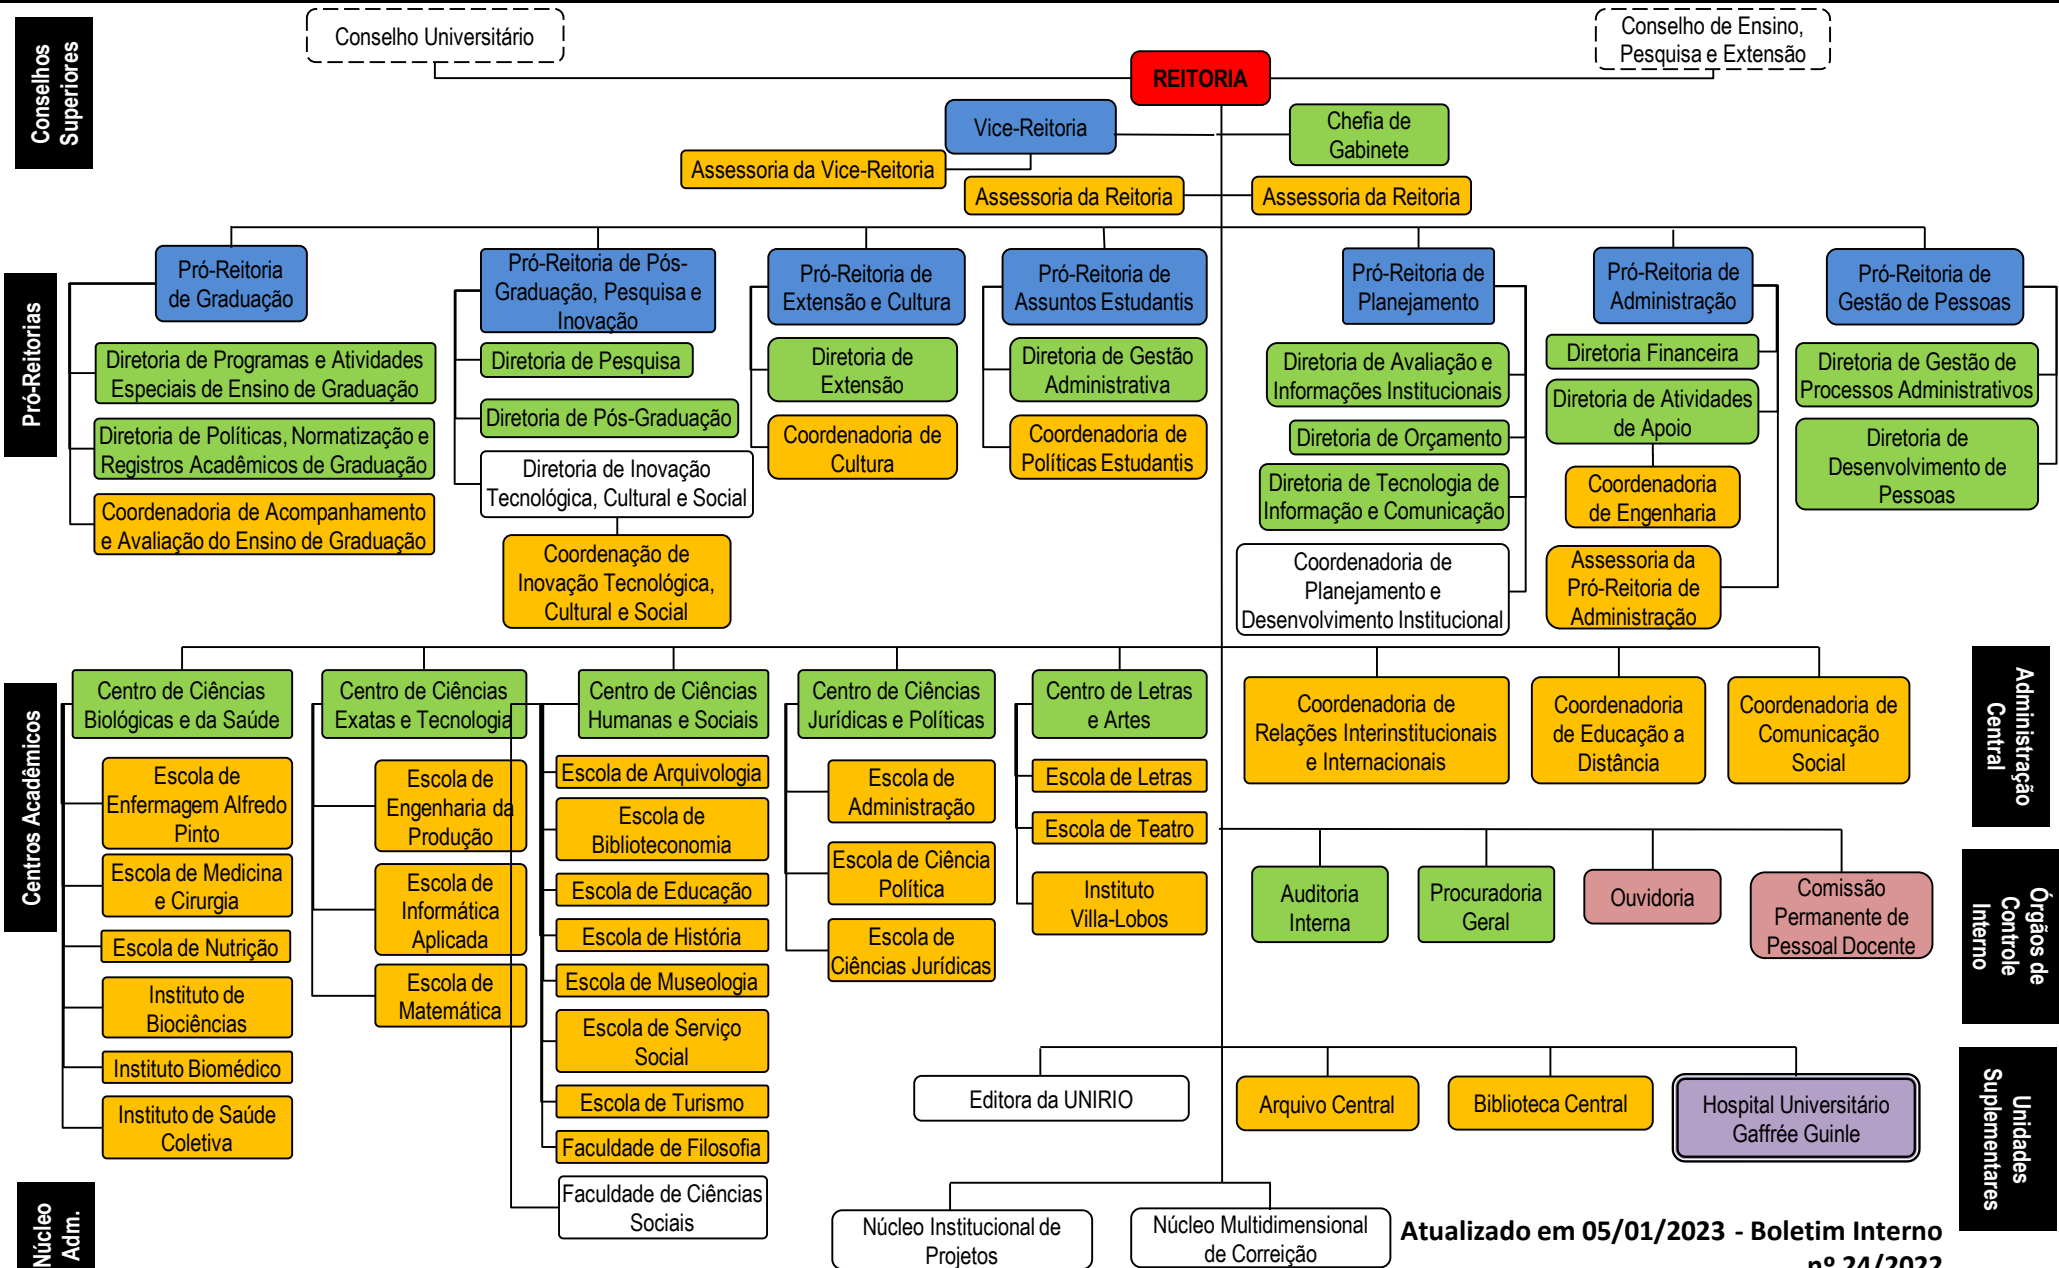 Conselhos
Superiores
Conselho Universitário
Conselho de Ensino,
Pesquisa e Extensão
REITORIA
Vice-Reitoria
Chefia de
Gabinete
Assessoria da Vice-Reitoria
Assessoria da Reitoria
Assessoria da Reitoria
Pró-Reitorias
Pró-Reitoria
de Graduação
Diretoria de Programas e Atividades
Especiais de Ensino de Graduação
Diretoria de Políticas, Normatização e
Registros Acadêmicos de Graduação
Coordenadoria de Acompanhamento
e Avaliação do Ensino de Graduação
Pró-Reitoria de Pós-
Graduação, Pesquisa e
Inovação
Diretoria de Pesquisa
Diretoria de Pós-Graduação
Diretoria de Inovação
Tecnológica, Cultural e Social
Coordenação de
Inovação Tecnológica,
Cultural e Social
Pró-Reitoria de
Extensão e Cultura
Diretoria de
Extensão
Coordenadoria de
Cultura
Pró-Reitoria de
Assuntos Estudantis
Diretoria de Gestão
Administrativa
Coordenadoria de
Políticas Estudantis
Pró-Reitoria de
Planejamento
Diretoria de Avaliação e
Informações Institucionais
Diretoria de Orçamento
Diretoria de Tecnologia de
Informação e Comunicação
Coordenadoria de
Planejamento e
Desenvolvimento Institucional
Pró-Reitoria de
Administração
Diretoria Financeira
Diretoria de Atividades
de Apoio
Coordenadoria
de Engenharia
Assessoria da
Pró-Reitoria de
Administração
Pró-Reitoria de
Gestão de Pessoas
Diretoria de Gestão de
Processos Administrativos
Diretoria de
Desenvolvimento de
Pessoas
Centros Acadêmicos
Centro de Ciências
Biológicas e da Saúde
Escola de
Enfermagem Alfredo
Pinto
Escola de Medicina
e Cirurgia
Escola de Nutrição
Instituto de
Biociências
Instituto Biomédico
Instituto de Saúde
Coletiva
Centro de Ciências
Exatas e Tecnologia
Escola de
Engenharia da
Produção
Escola de
Informática
Aplicada
Escola de
Matemática
Centro de Ciências
Humanas e Sociais
Escola de Arquivologia
Escola de
Biblioteconomia
Escola de Educação
Escola de História
Escola de Museologia
Escola de Serviço
Social
Escola de Turismo
Faculdade de Filosofia
Faculdade de Ciências
Sociais
Centro de Ciências
Jurídicas e Políticas
Escola de
Administração
Escola de Ciência
Política
Escola de
Ciências Jurídicas
Centro de Letras
e Artes
Escola de Letras
Escola de Teatro
Instituto
Villa-Lobos
Administração
Central
Coordenadoria de
Relações Interinstitucionais
e Internacionais
Coordenadoria
de Educação a
Distância
Coordenadoria de
Comunicação
Social
Órgãos de
Controle
Interno
Auditoria
Interna
Procuradoria
Geral
Ouvidoria
Comissão
Permanente de
Pessoal Docente
Unidades
Suplementares
Editora da UNIRIO
Arquivo Central
Biblioteca Central
Hospital Universitário
Gaffrée Guinle
Núcleo
Adm.
Núcleo Institucional de
Projetos
Núcleo Multidimensional
de Correição
Atualizado em 05/01/2023 - Boletim Interno
nº 24/2022